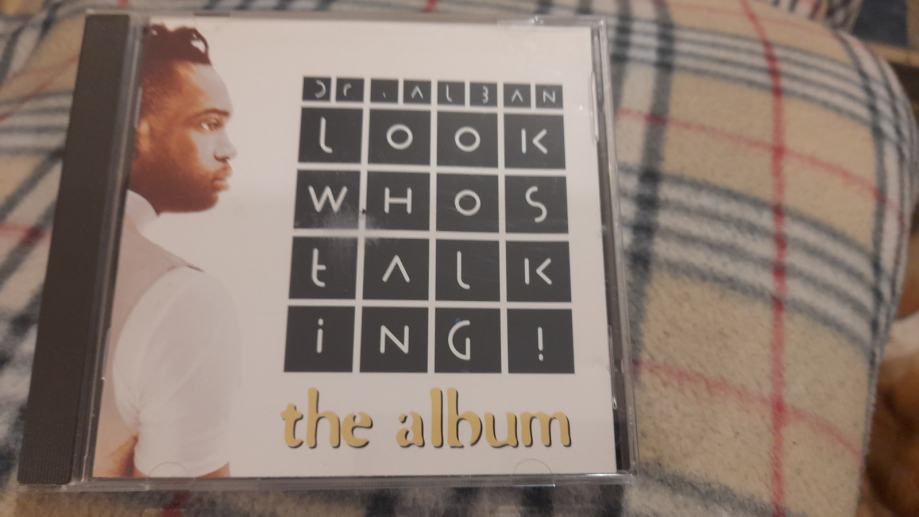 Dr. ALBAN
LOOK
WHOS
tALK
iNG!
the album